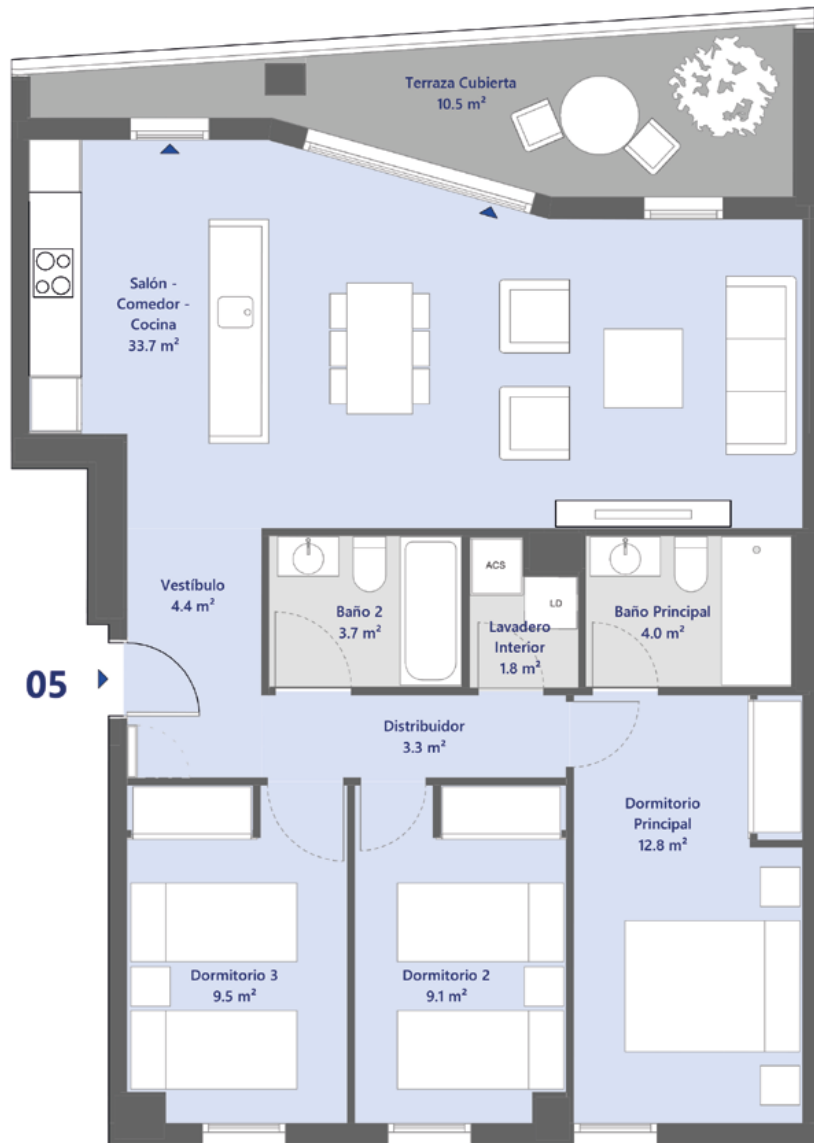 Terraza Cubierta
10.5 m²
Salón -
Comedor -
Cocina
33.7 m²
Vestíbulo
4.4 m²
Baño 2
3.7 m²
ACS
LD
Lavadero
Interior
1.8 m²
Baño Principal
4.0 m²
05
Distribuidor
3.3 m²
Dormitorio
Principal
12.8 m²
Dormitorio 3
9.5 m²
Dormitorio 2
9.1 m²